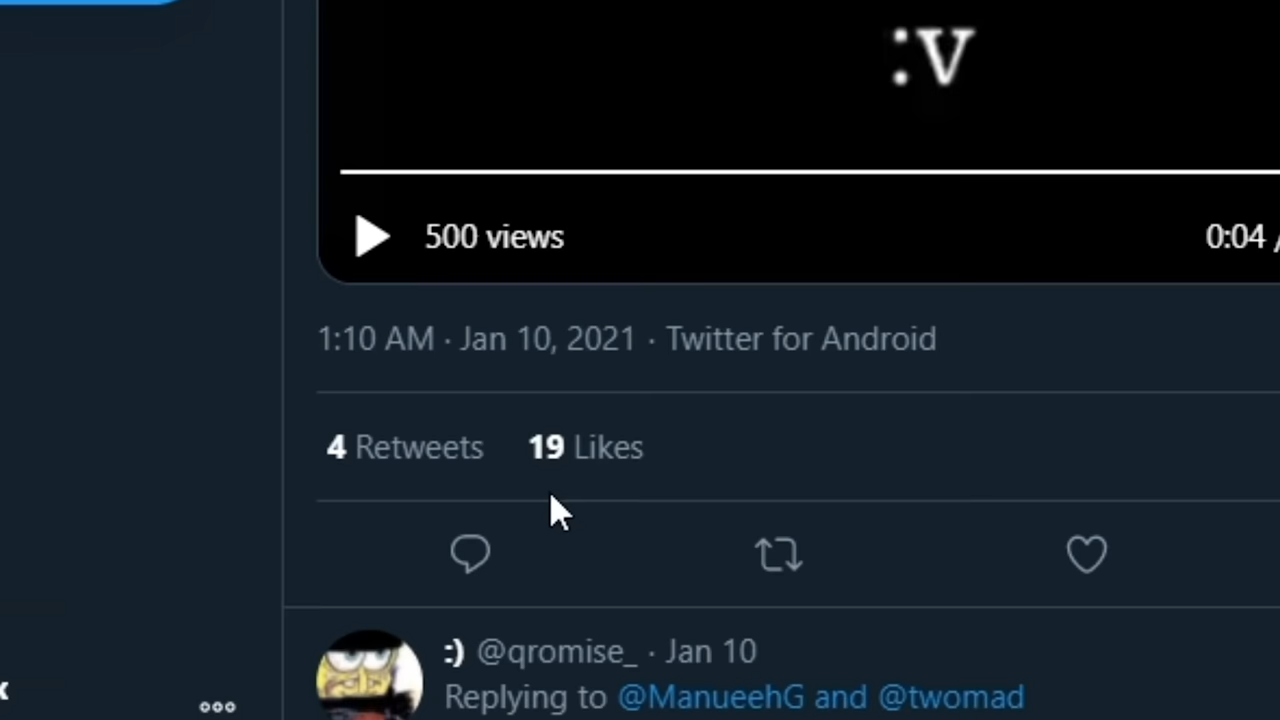 :v
500 views
0:04 /
1:10 AM · Jan 10, 2021 · Twitter for Android
4 Retweets 19 Likes
:) @qromise_ · Jan 10
Replying to @ManueehG and @twomad